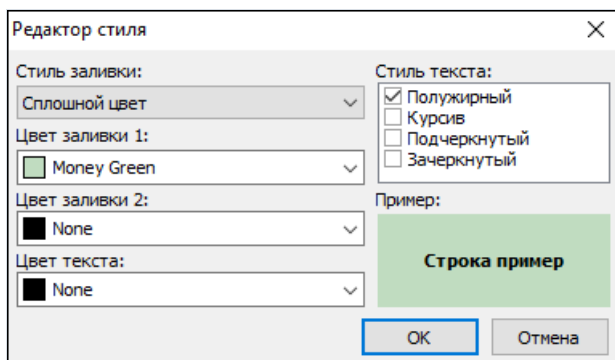 Редактор стиля
Стиль заливки:
Сплошной цвет
Цвет заливки 1:
Money Green
Цвет заливки 2:
None
Цвет текста:
None
Стиль текста:
Полужирный
Курсив
Подчеркнутый
Зачеркнутый
Пример:
Строка пример
OK
Отмена